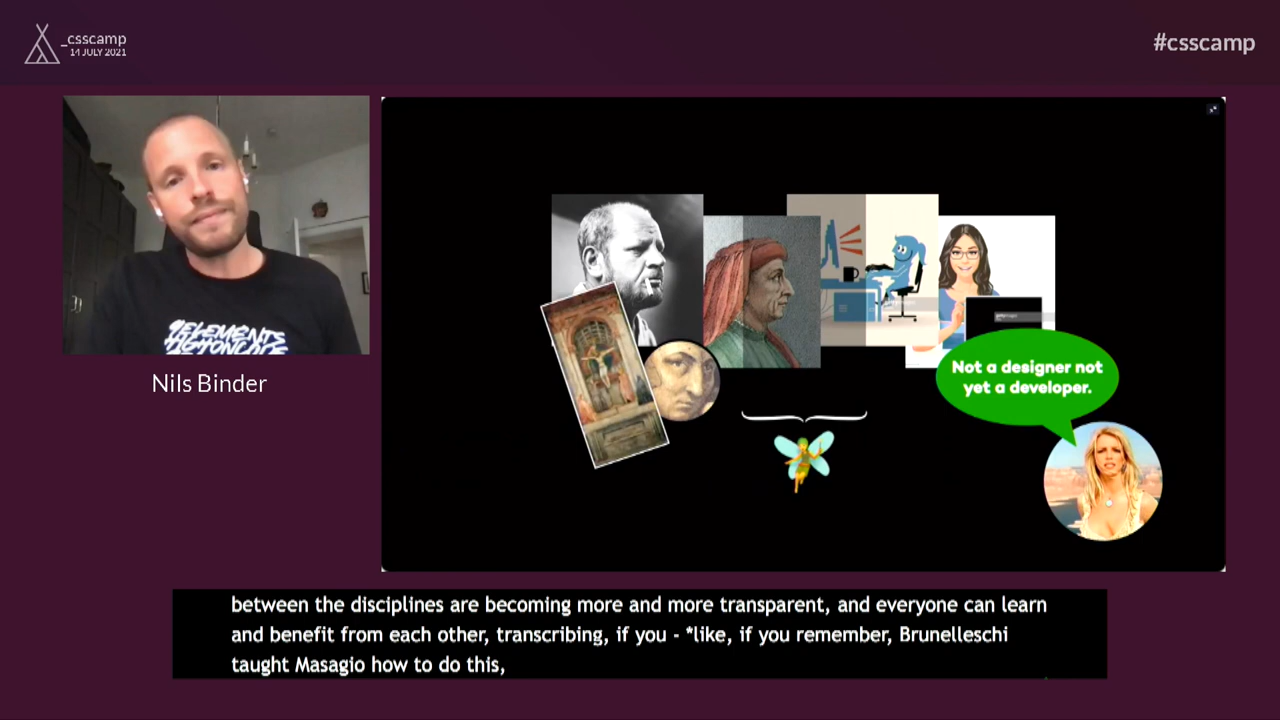 _csscamp
14 JULY 2021
#csscamp
Nils Binder
Not a designer not
yet a developer.
between the disciplines are becoming more and more transparent, and everyone can learn
and benefit from each other, transcribing, if you - *like, if you remember, Brunelleschi
taught Masagio how to do this,